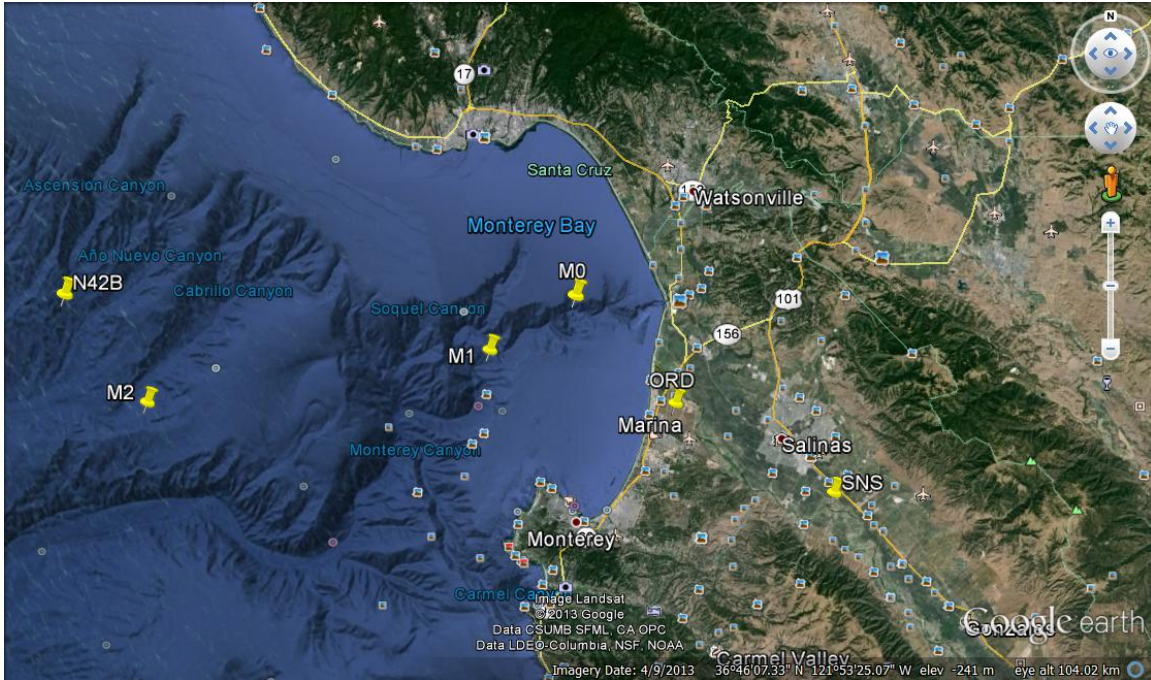 N
17
Santa Cruz
Ascension Canyon
Watsonville
Monterey Bay
Año Nuevo Canyon
M0
N42B
Cabrillo Canyon
101
Soquel Canyon
156
M1
ORD
M2
Marina
Salinas
Monterey Canyon
SNS
Monterey
Carmel
Image Landsat
© 2013 Google
Data CSUMB SFML, CA OPC
Data LDEO-Columbia, NSF, NOAA
Google earth
Gonzales
Carmel Valley
Imagery Date: 4/9/2013 36°46'07.33" N 121°53'25.07" W elev -241 m eye alt 104.02 km